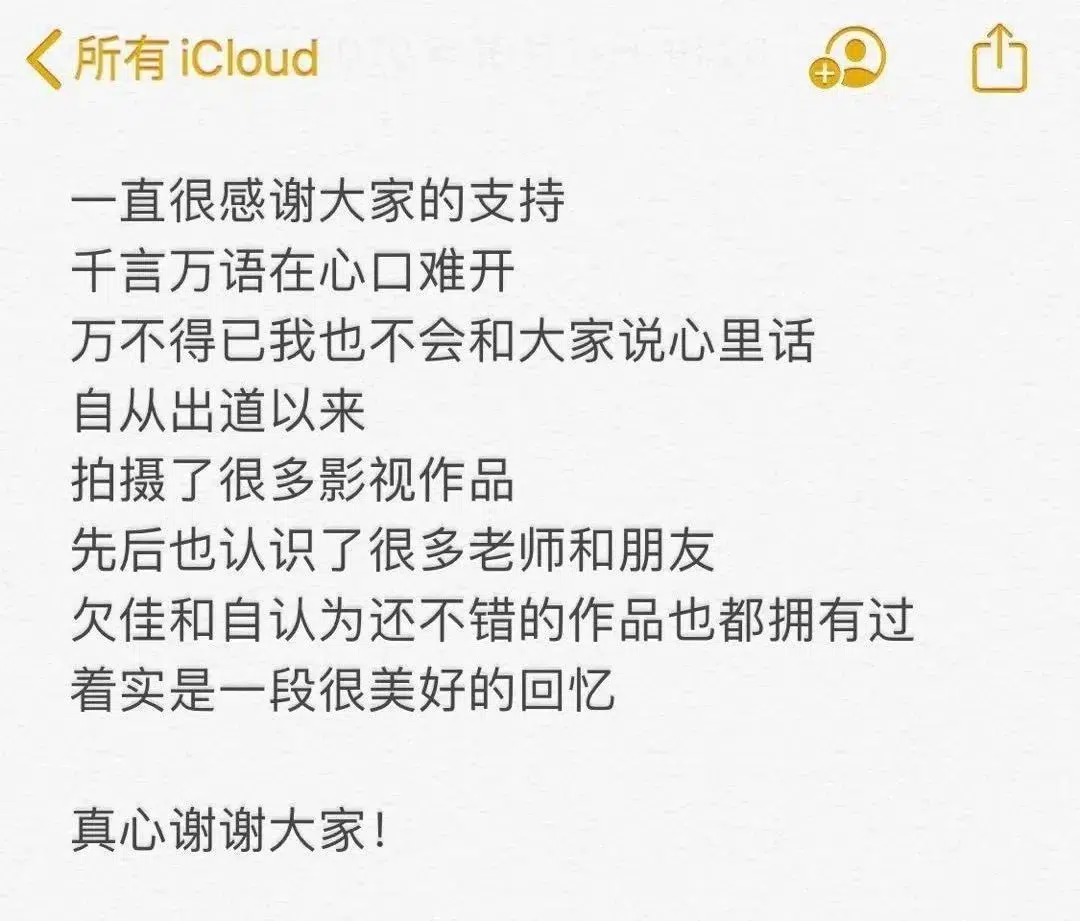 所有 iCloud
一直很感谢大家的支持
千言万语在心口难开
万不得已我也不会和大家说心里话
自从出道以来
拍摄了很多影视作品
先后也认识了很多老师和朋友
欠佳和自认为还不错的作品也都拥有过
着实是一段很美好的回忆
真心谢谢大家！